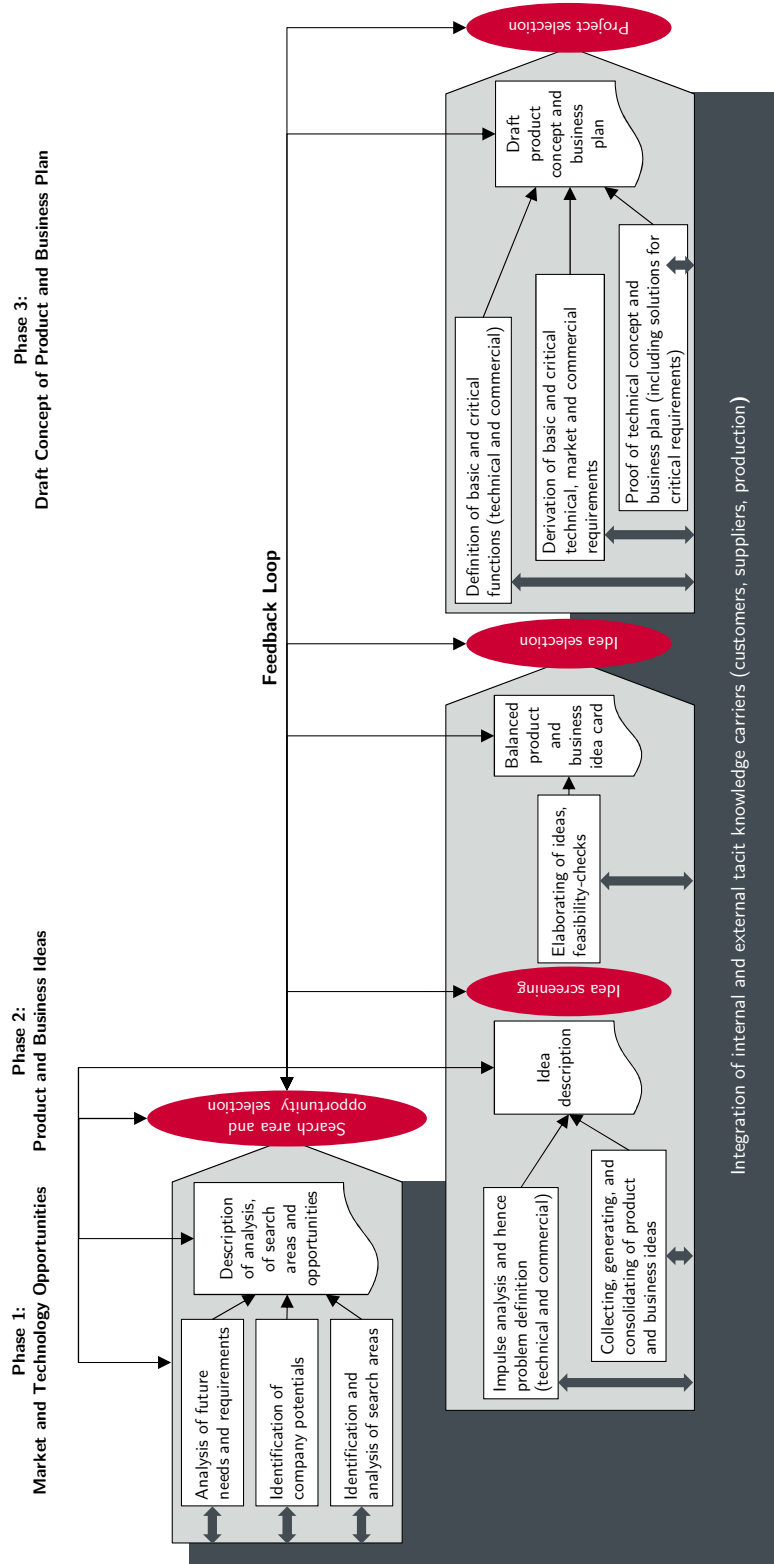 Phase 1:
Market and Technology Opportunities
Phase 2:
Product and Business Ideas
Phase 3:
Draft Concept of Product and Business Plan
Analysis of future
needs and requirements
Identification of
company potentials
Identification and
analysis of search areas
Description
of analysis,
of search
areas and
opportunities
Search area and
opportunity selection
Feedback Loop
Impulse analysis and hence
problem definition
(technical and commercial)
Collecting, generating, and
consolidating of product
and business ideas
Idea
description
Idea screening
Elaborating of ideas,
feasibility-checks
Balanced
product
and
business
idea card
Idea selection
Definition of basic and critical
functions (technical and commercial)
Derivation of basic and critical
technical, market and commercial
requirements
Proof of technical concept and
business plan (including solutions for
critical requirements)
Draft
product
concept and
business
plan
Project selection
Integration of internal and external tacit knowledge carriers (customers, suppliers, production)